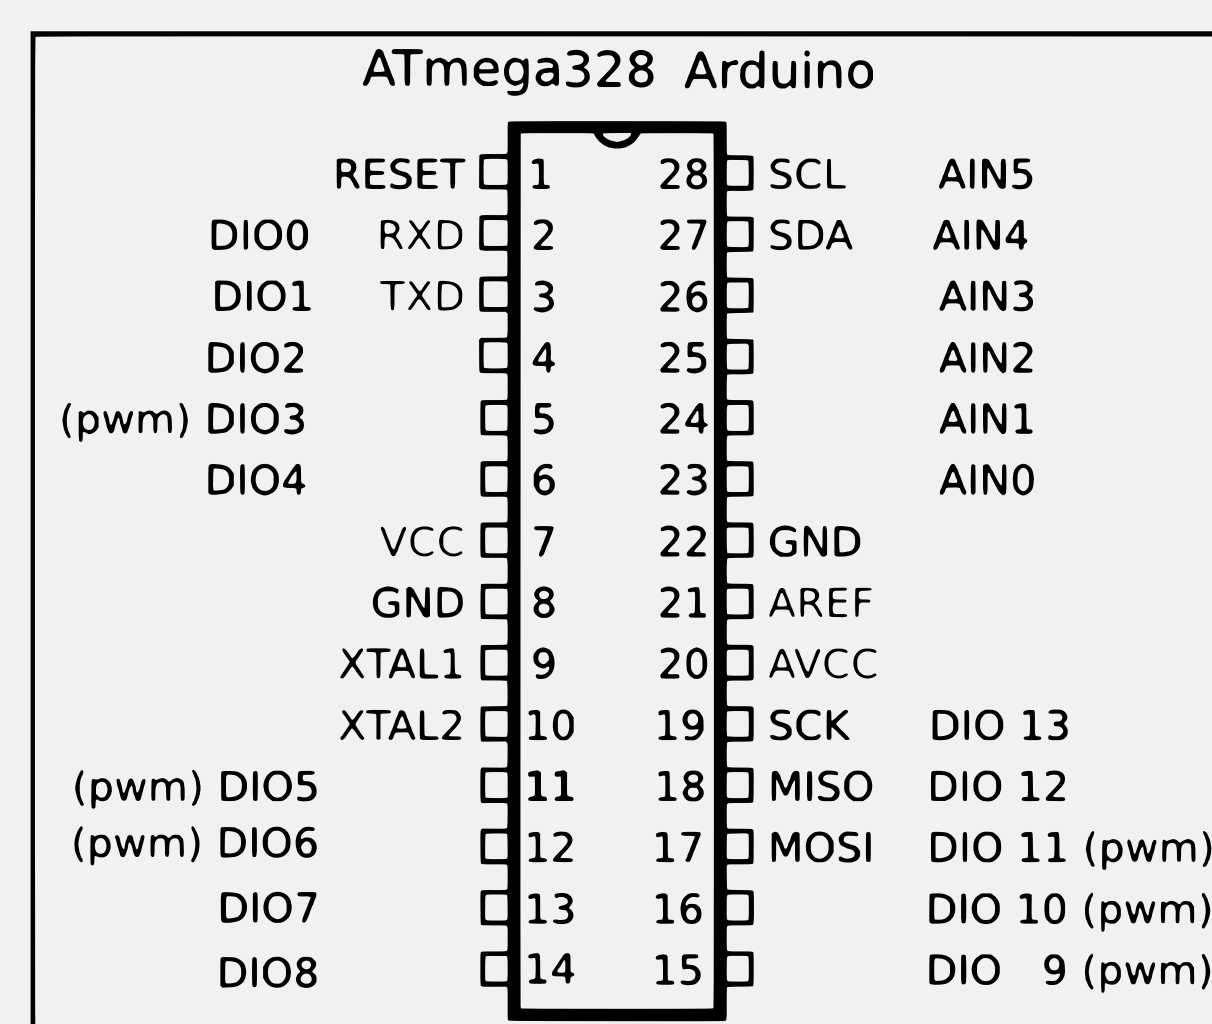 ATmega328 Arduino
RESET 1 28 SCL AIN5
DIO0 RXD 2 27 SDA AIN4
DIO1 TXD 3 26 AIN3
DIO2 4 25 AIN2
(pwm) DIO3 5 24 AIN1
DIO4 6 23 AIN0
VCC 7 22 GND
GND 8 21 AREF
XTAL1 9 20 AVCC
XTAL2 10 19 SCK DIO 13
(pwm) DIO5 11 18 MISO DIO 12
(pwm) DIO6 12 17 MOSI DIO 11 (pwm)
DIO7 13 16 DIO 10 (pwm)
DIO8 14 15 DIO 9 (pwm)